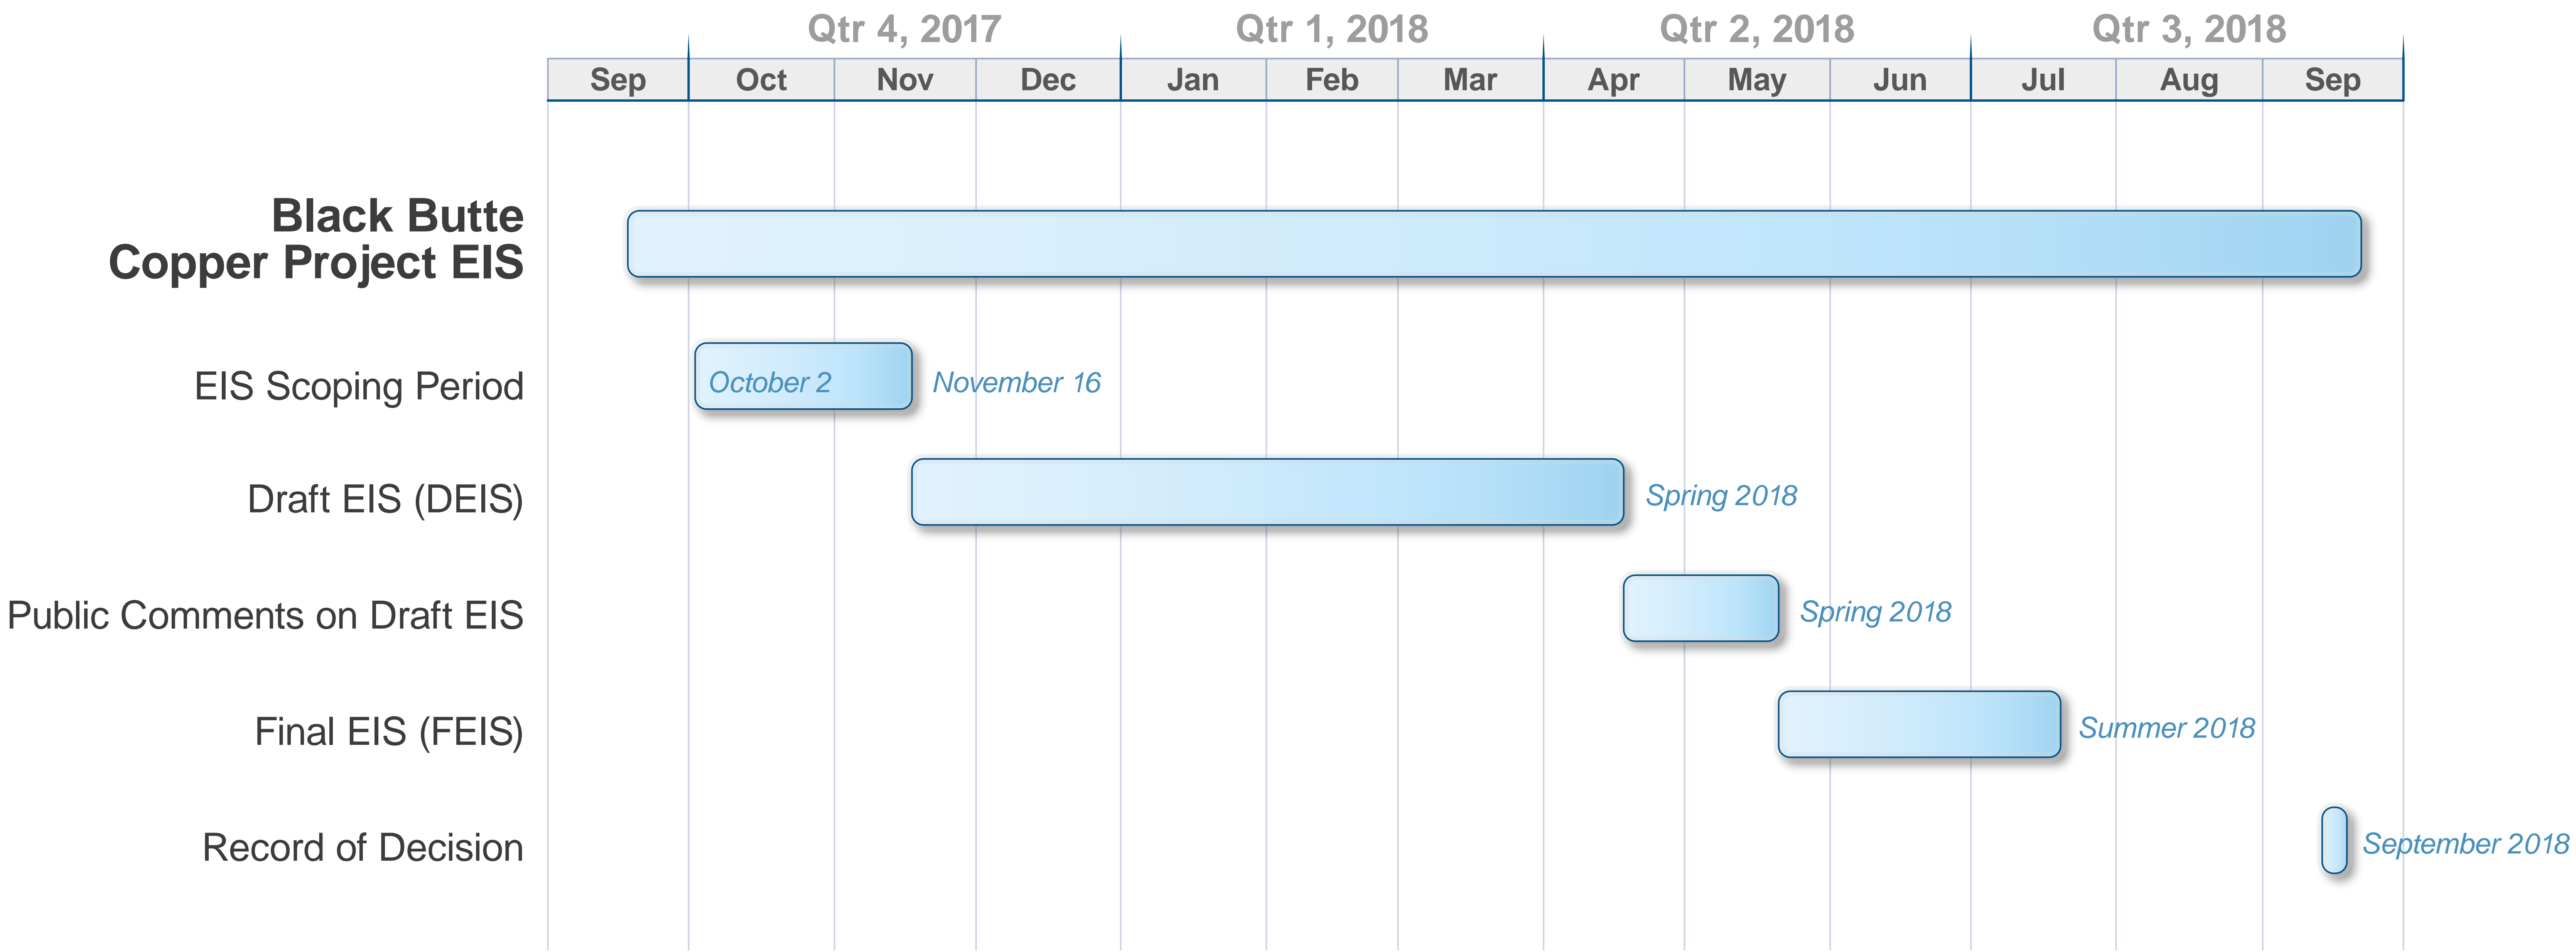 Qtr 4, 2017 Qtr 1, 2018 Qtr 2, 2018 Qtr 3, 2018
Sep Oct Nov Dec Jan Feb Mar Apr May Jun Jul Aug Sep
Black Butte
Copper Project EIS
EIS Scoping Period October 2 November 16
Draft EIS (DEIS) Spring 2018
Public Comments on Draft EIS Spring 2018
Final EIS (FEIS) Summer 2018
Record of Decision September 2018